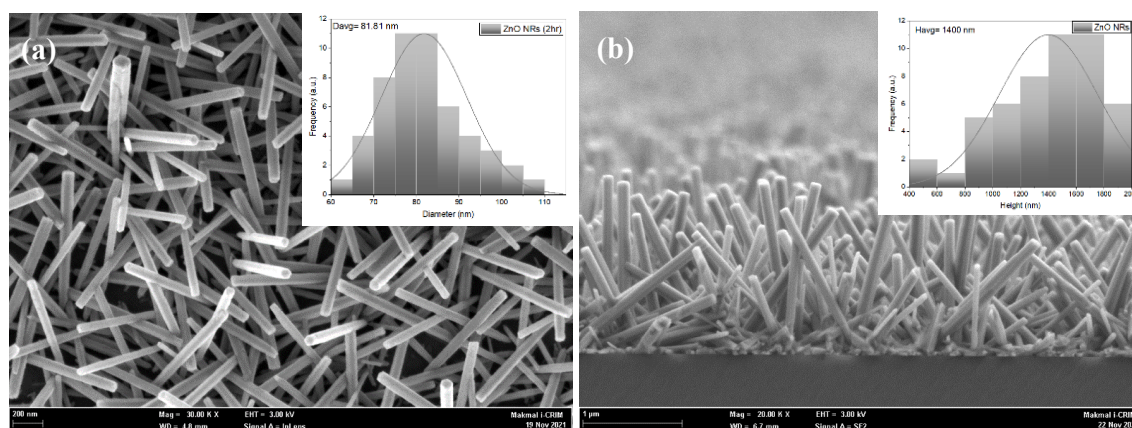 (a)
Davg= 81.81 nm
ZnO NRs (2hr)
Frequency (a.u.)
12
10
8
6
4
2
0
60 70 80 90 100 110
Diameter (nm)
200 nm
Mag = 30.00 K X EHT = 3.00 kV
Makmal i-CRIM
WD = 4.8 mm Signal A = InLens
19 Nov 2021
(b)
Havg= 1400 nm
ZnO NRs
Frequency (a.u.)
12
10
8
6
4
2
0
400 600 800 1000 1200 1400 1600 1800
Height (nm)
1 µm
Mag = 20.00 K X EHT = 3.00 kV
Makmal i-CRIM
WD = 6.7 mm Signal A = SE2
22 Nov